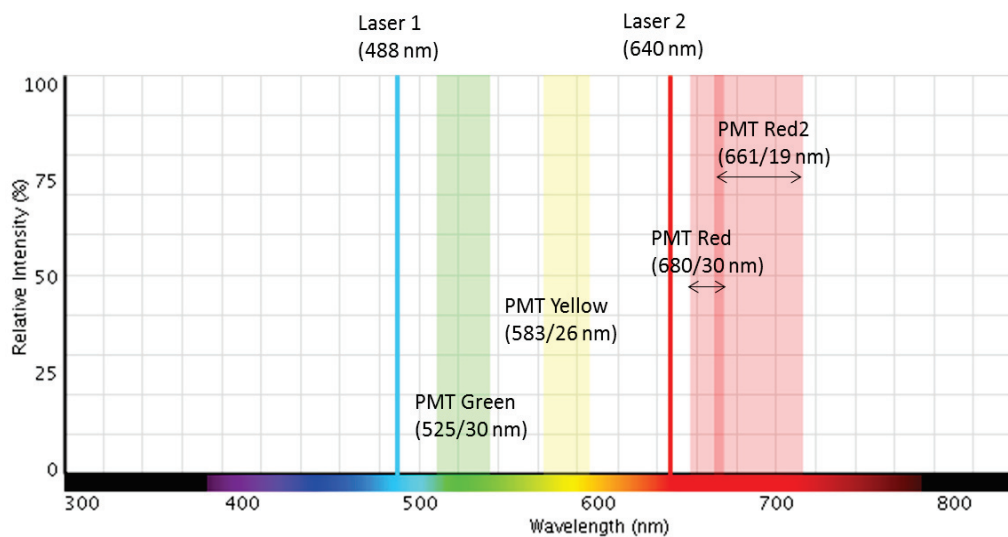 Laser 1
(488 nm)
Laser 2
(640 nm)
100
75
50
25
0
Relative Intensity (%)
PMT Red2
(661/19 nm)
PMT Red
(680/30 nm)
PMT Yellow
(583/26 nm)
PMT Green
(525/30 nm)
300
400
500
600
700
800
Wavelength (nm)